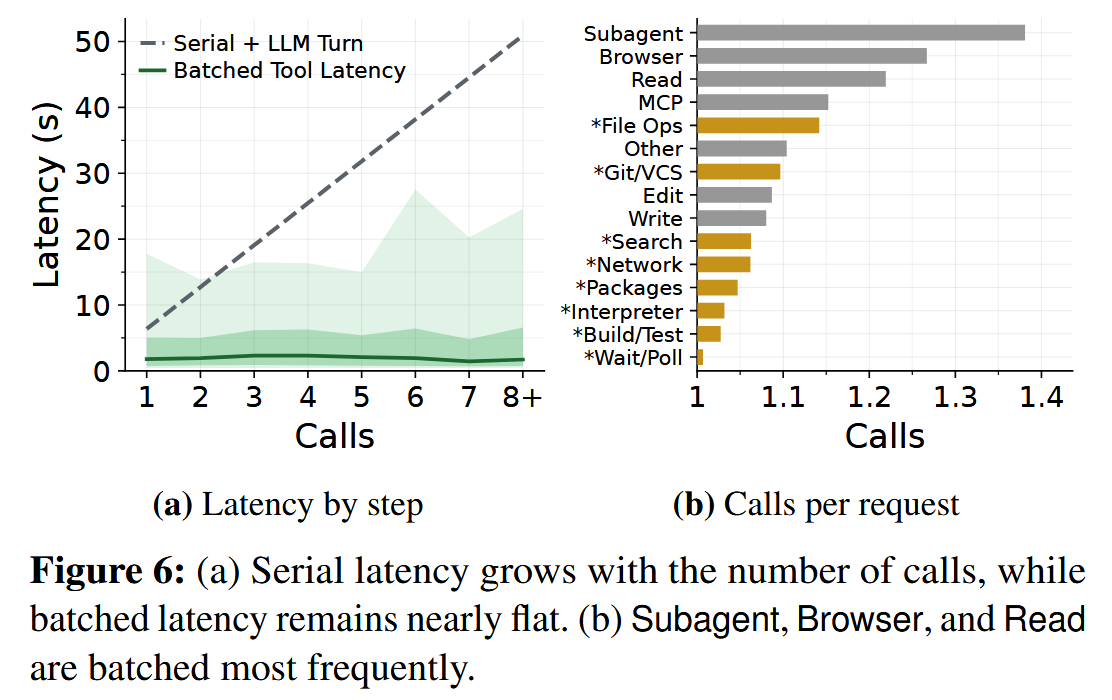 Latency (s)
50
40
30
20
10
0
Serial + LLM Turn
Batched Tool Latency
1 2 3 4 5 6 7 8+
Calls
(a) Latency by step
Subagent
Browser
Read
MCP
*File Ops
Other
*Git/VCS
Edit
Write
*Search
*Network
*Packages
*Interpreter
*Build/Test
*Wait/Poll
1 1.1 1.2 1.3 1.4
Calls
(b) Calls per request
Figure 6: (a) Serial latency grows with the number of calls, while
batched latency remains nearly flat. (b) Subagent, Browser, and Read
are batched most frequently.